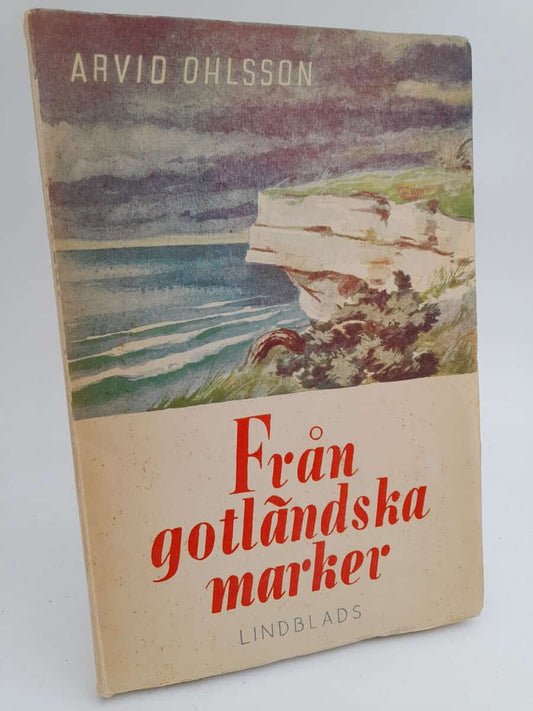 ARVID OHLSSON
Från
gotländska
marker
LINDBLADS